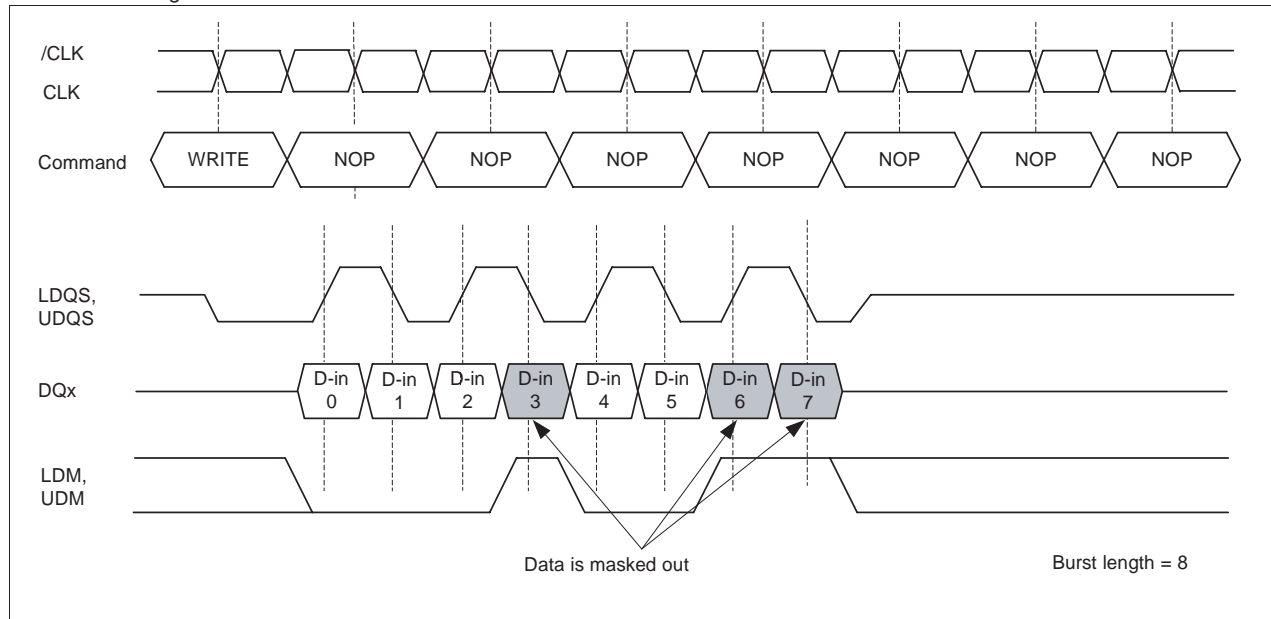 /CLK
CLK
Command WRITE NOP NOP NOP NOP NOP NOP NOP
LDQS,
UDQS
DQx D-in D-in D-in D-in D-in D-in D-in D-in
0 1 2 3 4 5 6 7
LDM,
UDM
Data is masked out
Burst length = 8